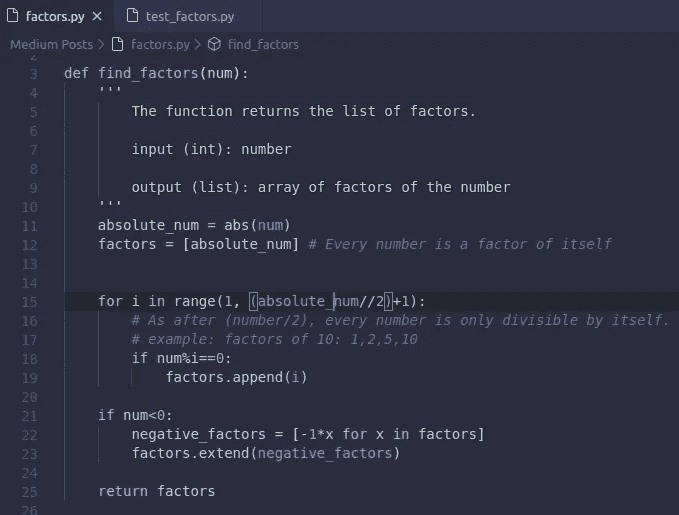 factors.py ×
test_factors.py
Medium Posts > factors.py > find_factors
2
3 def find_factors(num):
4 '''
5 The function returns the list of factors.
6
7 input (int): number
8
9 output (list): array of factors of the number
10 '''
11 absolute_num = abs(num)
12 factors = [absolute_num] # Every number is a factor of itself
13
14
15 for i in range(1, (absolute_num//2)+1):
16 # As after (number/2), every number is only divisible by itself.
17 # example: factors of 10: 1,2,5,10
18 if num%i==0:
19 factors.append(i)
20
21 if num<0:
22 negative_factors = [-1*x for x in factors]
23 factors.extend(negative_factors)
24
25 return factors
26